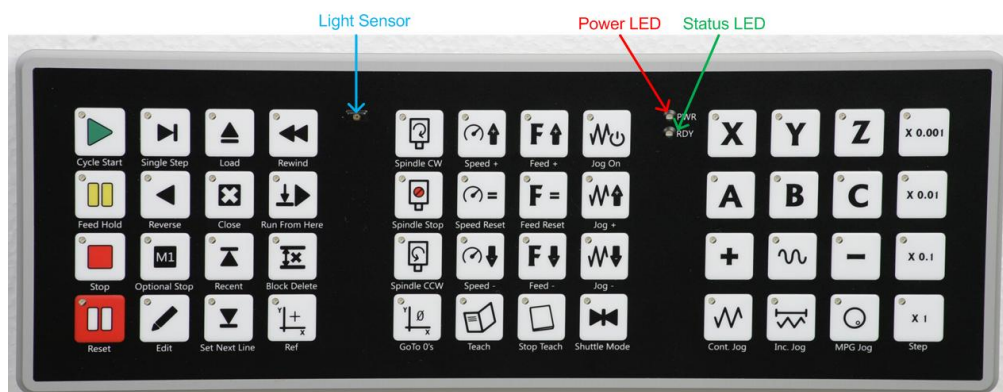 Light Sensor
Power LED Status LED
PWR
RDY
Cycle Start Single Step Load Rewind
Feed Hold Reverse Close Run From Here
M1
Stop Optional Stop Recent Block Delete
Y
X
Reset Edit Set Next Line Ref
F F
Spindle CW Speed + Feed + Jog On
= F =
Spindle Stop Speed Reset Feed Reset Jog +
F
Spindle CCW Speed - Feed - Jog -
Y Ø
X
GoTo 0's Teach Stop Teach Shuttle Mode
X Y Z X 0.001
A B C X 0.01
+ - X 0.1
X 1
Cont. Jog Inc. Jog MPG Jog Step